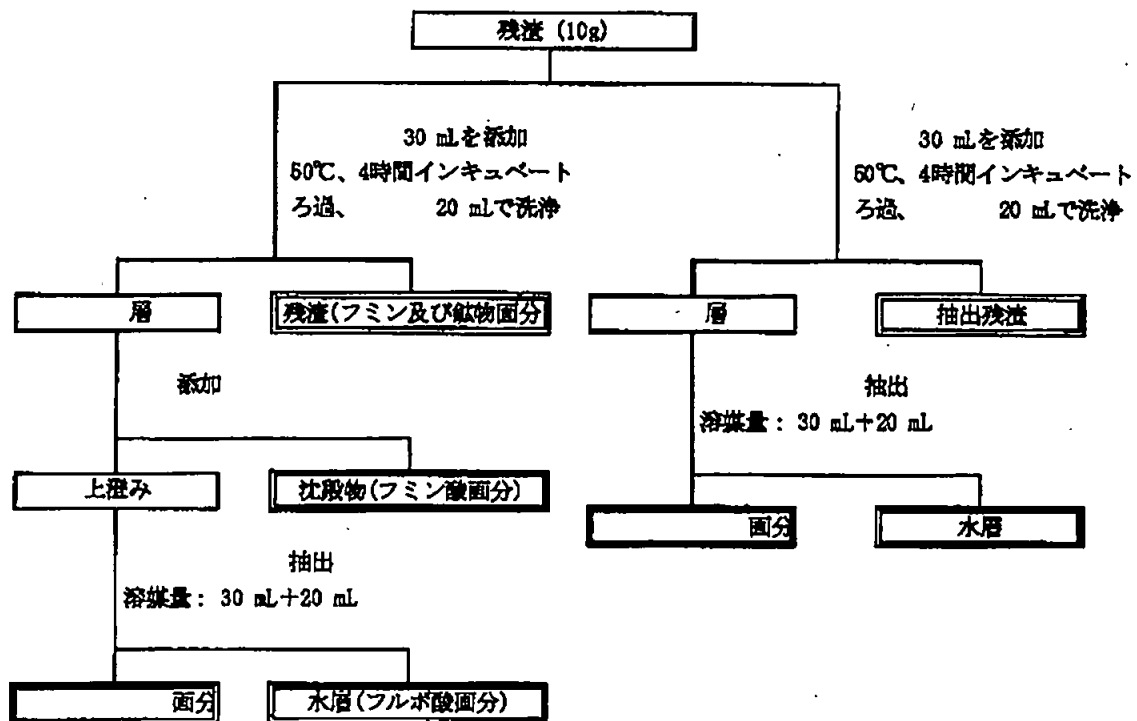 残渣 (10g)
30 mLを添加
50℃、4時間インキュベート
ろ過、 20 mLで洗浄
30 mLを添加
50℃、4時間インキュベート
ろ過、 20 mLで洗浄
層
残渣(フミン及び鉱物画分
層
抽出残渣
添加
抽出
溶媒量: 30 mL+20 mL
上澄み
沈殿物(フミン酸画分)
画分
水層
抽出
溶媒量: 30 mL+20 mL
画分
水層(フルボ酸画分)